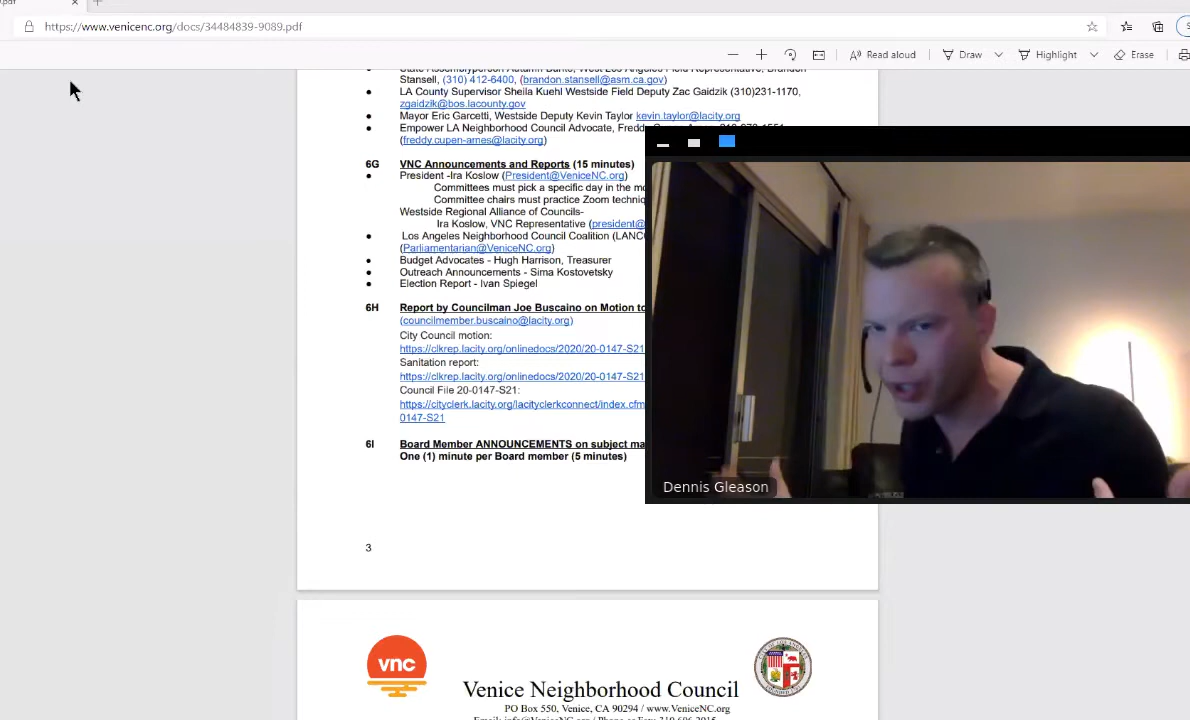 .pdf
https://www.venicenc.org/docs/34484839-9089.pdf
Read aloud
Draw
Highlight
Erase
Stansell, (310) 412-6400, (brandon.stansell@asm.ca.gov)
LA County Supervisor Sheila Kuehl Westside Field Deputy Zac Gaidzik (310)231-1170,
zgaidzik@bos.lacounty.gov
Mayor Eric Garcetti, Westside Deputy Kevin Taylor kevin.taylor@lacity.org
Empower LA Neighborhood Council Advocate,
(freddy.cupen-ames@lacity.org)
6G VNC Announcements and Reports (15 minutes)
President -Ira Koslow (President@VeniceNC.org)
Committees must pick a specific day in the
Committee chairs must practice Zoom
Westside Regional Alliance of Councils-
Ira Koslow, VNC Representative (president@
Los Angeles Neighborhood Council Coalition
(Parliamentarian@VeniceNC.org)
Budget Advocates - Hugh Harrison, Treasurer
Outreach Announcements - Sima Kostovetsky
Election Report - Ivan Spiegel
6H Report by Councilman Joe Buscaino on Motion to
(councilmember.buscaino@lacity.org)
City Council motion:
https://clkrep.lacity.org/onlinedocs/2020/20-0147-S21
Sanitation report:
https://clkrep.lacity.org/onlinedocs/2020/20-0147-S21
Council File 20-0147-S21:
https://cityclerk.lacity.org/lacityclerkconnect/index.cfm
0147-S21
6I Board Member ANNOUNCEMENTS on subject
One (1) minute per Board member (5 minutes)
Dennis Gleason
3
vnc
Venice Neighborhood Council
PO Box 550, Venice, CA 90294 / www.VeniceNC.org